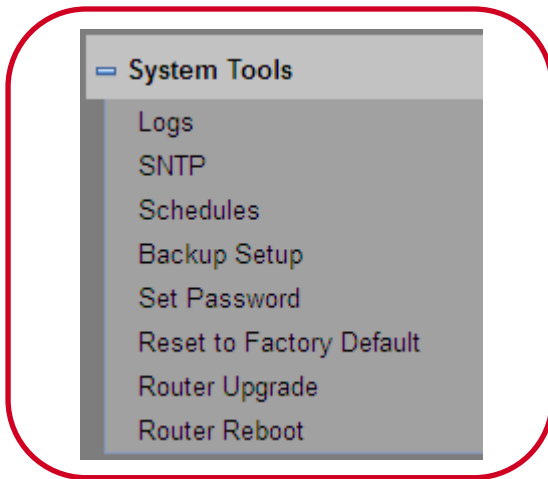 System Tools
Logs
SNTP
Schedules
Backup Setup
Set Password
Reset to Factory Default
Router Upgrade
Router Reboot